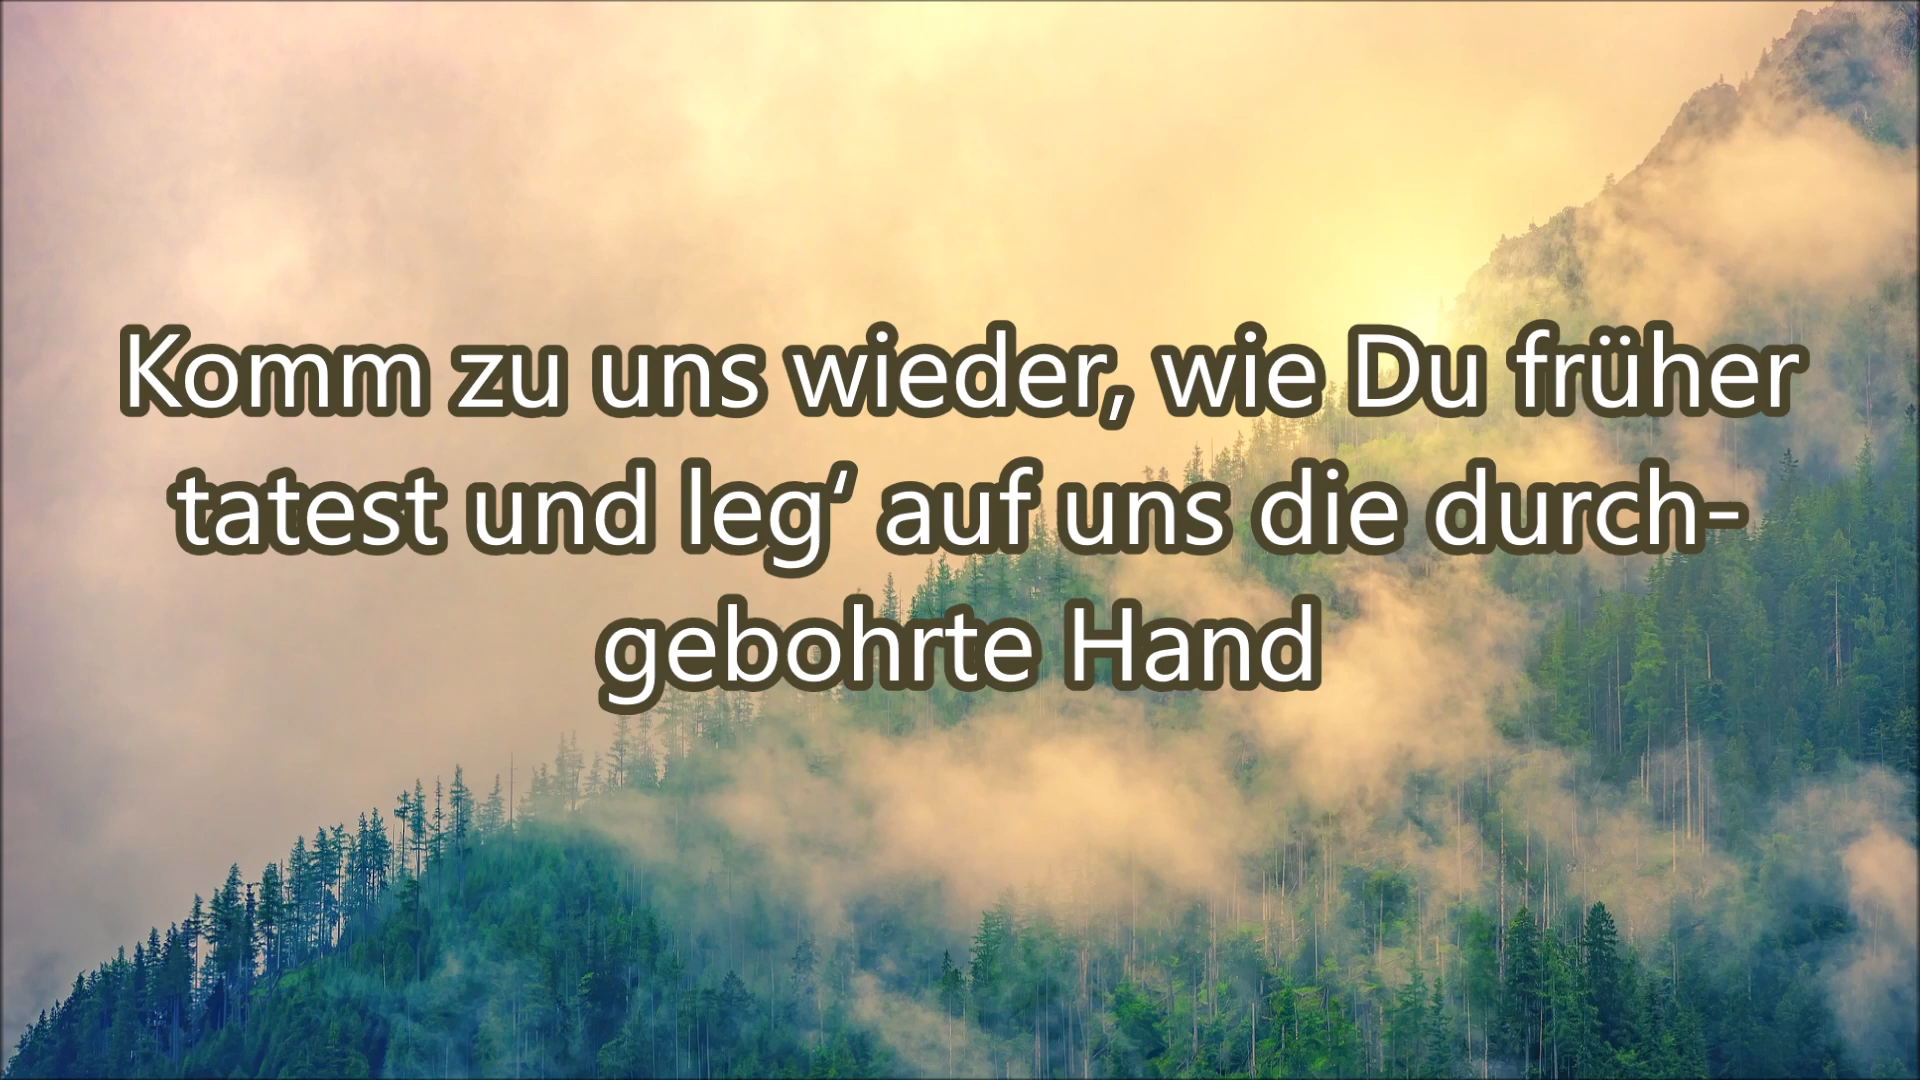 Komm zu uns wieder, wie Du früher
tatest und leg‘ auf uns die durch-
gebohrte Hand